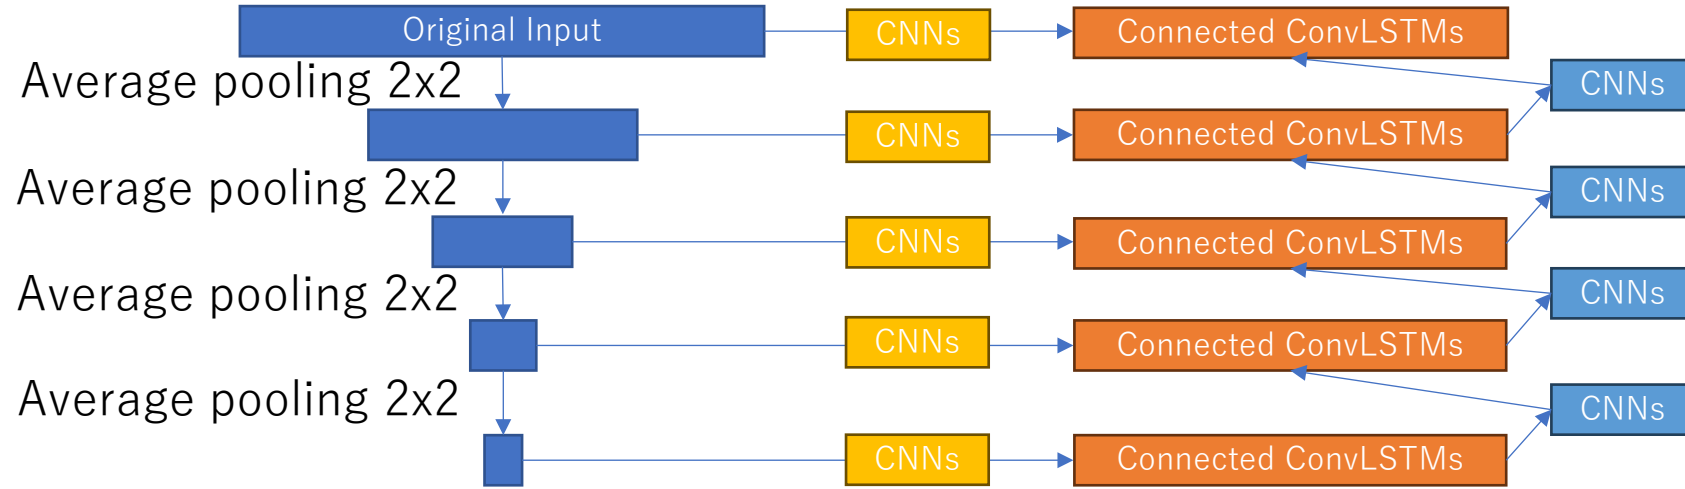 Original Input
CNNs
Connected ConvLSTMs
Average pooling 2x2
CNNs
CNNs
Connected ConvLSTMs
Average pooling 2x2
CNNs
CNNs
Connected ConvLSTMs
Average pooling 2x2
CNNs
CNNs
Connected ConvLSTMs
Average pooling 2x2
CNNs
CNNs
Connected ConvLSTMs